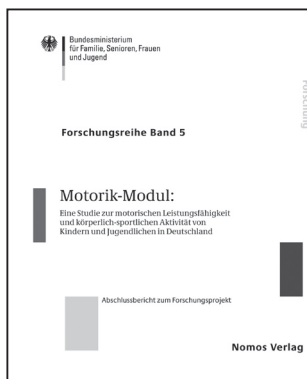 Bundesministerium
für Familie, Senioren, Frauen
und Jugend
Forschung
Forschungsreihe Band 5
Motorik-Modul:
Eine Studie zur motorischen Leistungsfähigkeit
und körperlich-sportlichen Aktivität von
Kindern und Jugendlichen in Deutschland
Abschlussbericht zum Forschungsprojekt
Nomos Verlag